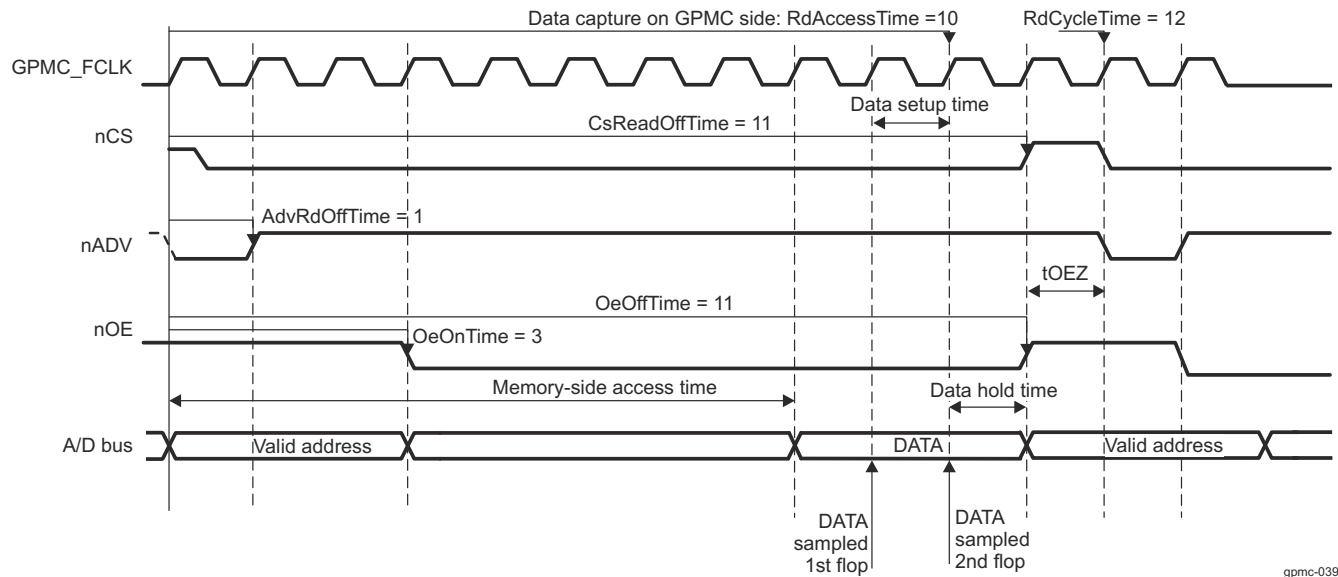 Data capture on GPMC side: RdAccessTime =10
RdCycleTime = 12
GPMC_FCLK
Data setup time
nCS
CsReadOffTime = 11
AdvRdOffTime = 1
nADV
tOEZ
OeOffTime = 11
nOE
OeOnTime = 3
Memory-side access time
Data hold time
A/D bus
Valid address
DATA
Valid address
DATA
sampled
1st flop
DATA
sampled
2nd flop
gpmc-039